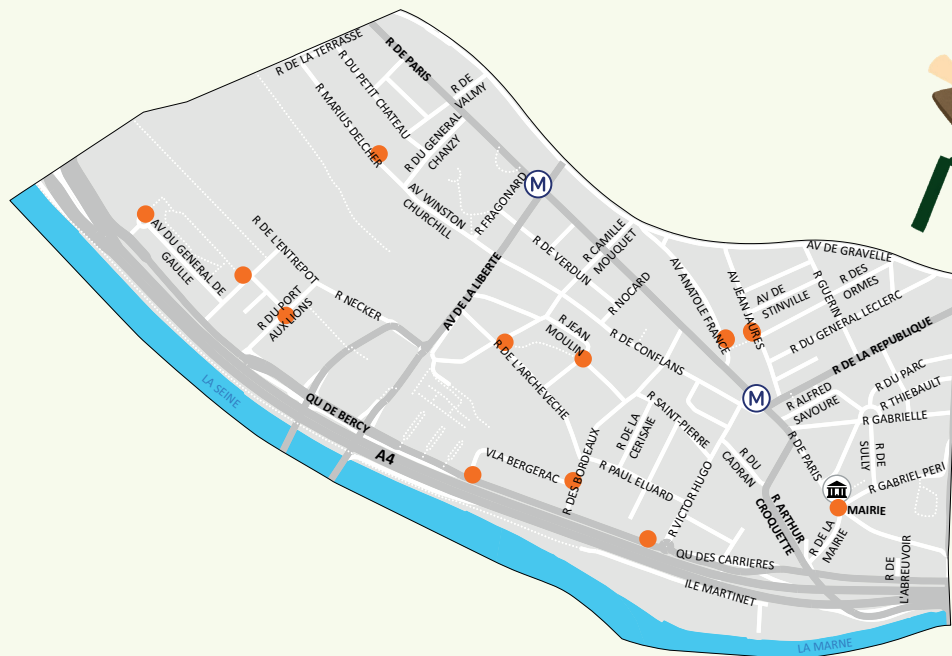 R DE LA TERRASSE
R DE PARIS
R DU PETIT CHATEAU
R MARIUS DELCHER
R DE
VALMY
R DU GENERAL
CHANZY
AV WINSTON
CHURCHILL
R FRAGONARD
M
R DE VERDUN
R CAMILLE
MOUQUET
R NOCARD
AV DE GRAVELLE
AV DU GENERAL DE
GAULLE
R DE L'ENTREPOT
R DU PORT
AUX LIONS
R NECKER
AV DE LA LIBERTE
AV ANATOLE FRANCE
AV JEAN JAURES
AV DE
STINVILLE
R GUERIN
R DES
ORMES
R DU GENERAL LECLERC
R DE LA REPUBLIQUE
R JEAN
MOULIN
R DE CONFLANS
R DE L'ARCHEVECHE
LA SEINE
QU DE BERCY
A4
M
R ALFRED
SAVOURE
R DU PARC
R THIEBAULT
R GABRIELLE
R SAINT-PIERRE
R DE LA
CERISAIE
R DES BORDEAUX
VLA BERGERAC
R PAUL ELUARD
R VICTOR HUGO
R DU
CADRAN
R DE PARIS
R DE
SULLY
R GABRIEL PERI
MAIRIE
R ARTHUR
CROQUETTE
R DE LA
MAIRIE
QU DES CARRIERES
ILE MARTINET
R DE
L'ABREUVOIR
LA MARNE